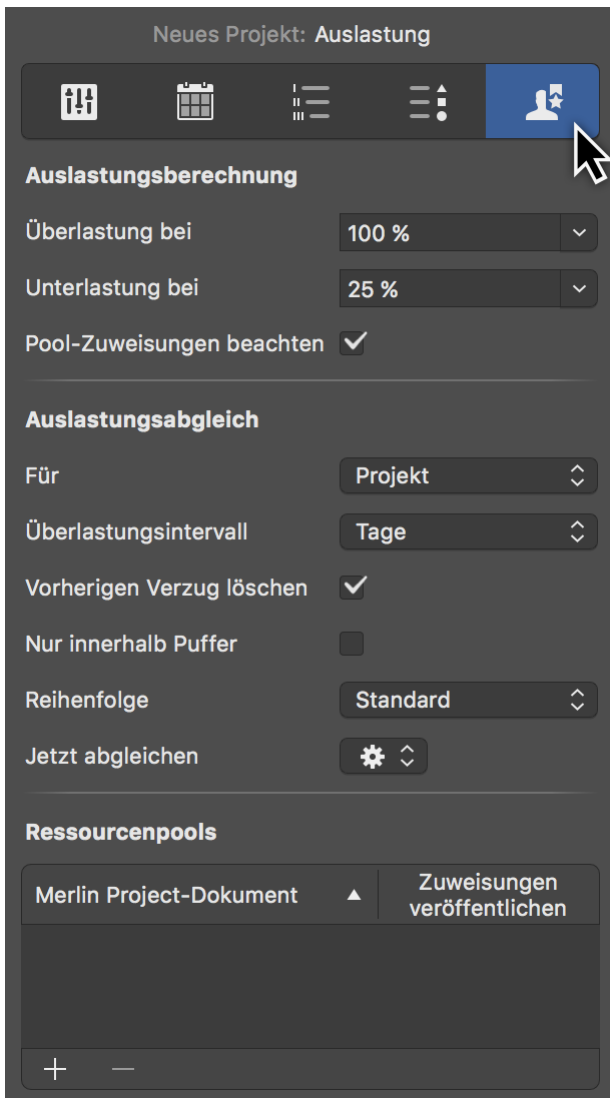 Neues Projekt: Auslastung
Auslastungsberechnung
Überlastung bei 100 %
Unterlastung bei 25 %
Pool-Zuweisungen beachten
Auslastungsabgleich
Für Projekt
Überlastungsintervall Tage
Vorherigen Verzug löschen
Nur innerhalb Puffer
Reihenfolge Standard
Jetzt abgleichen
Ressourcenpools
Merlin Project-Dokument
Zuweisungen
veröffentlichen